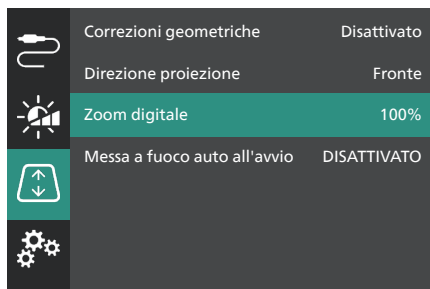 Correzioni geometriche Disattivato
Direzione proiezione Fronte
Zoom digitale 100%
Messa a fuoco auto all'avvio DISATTIVATO